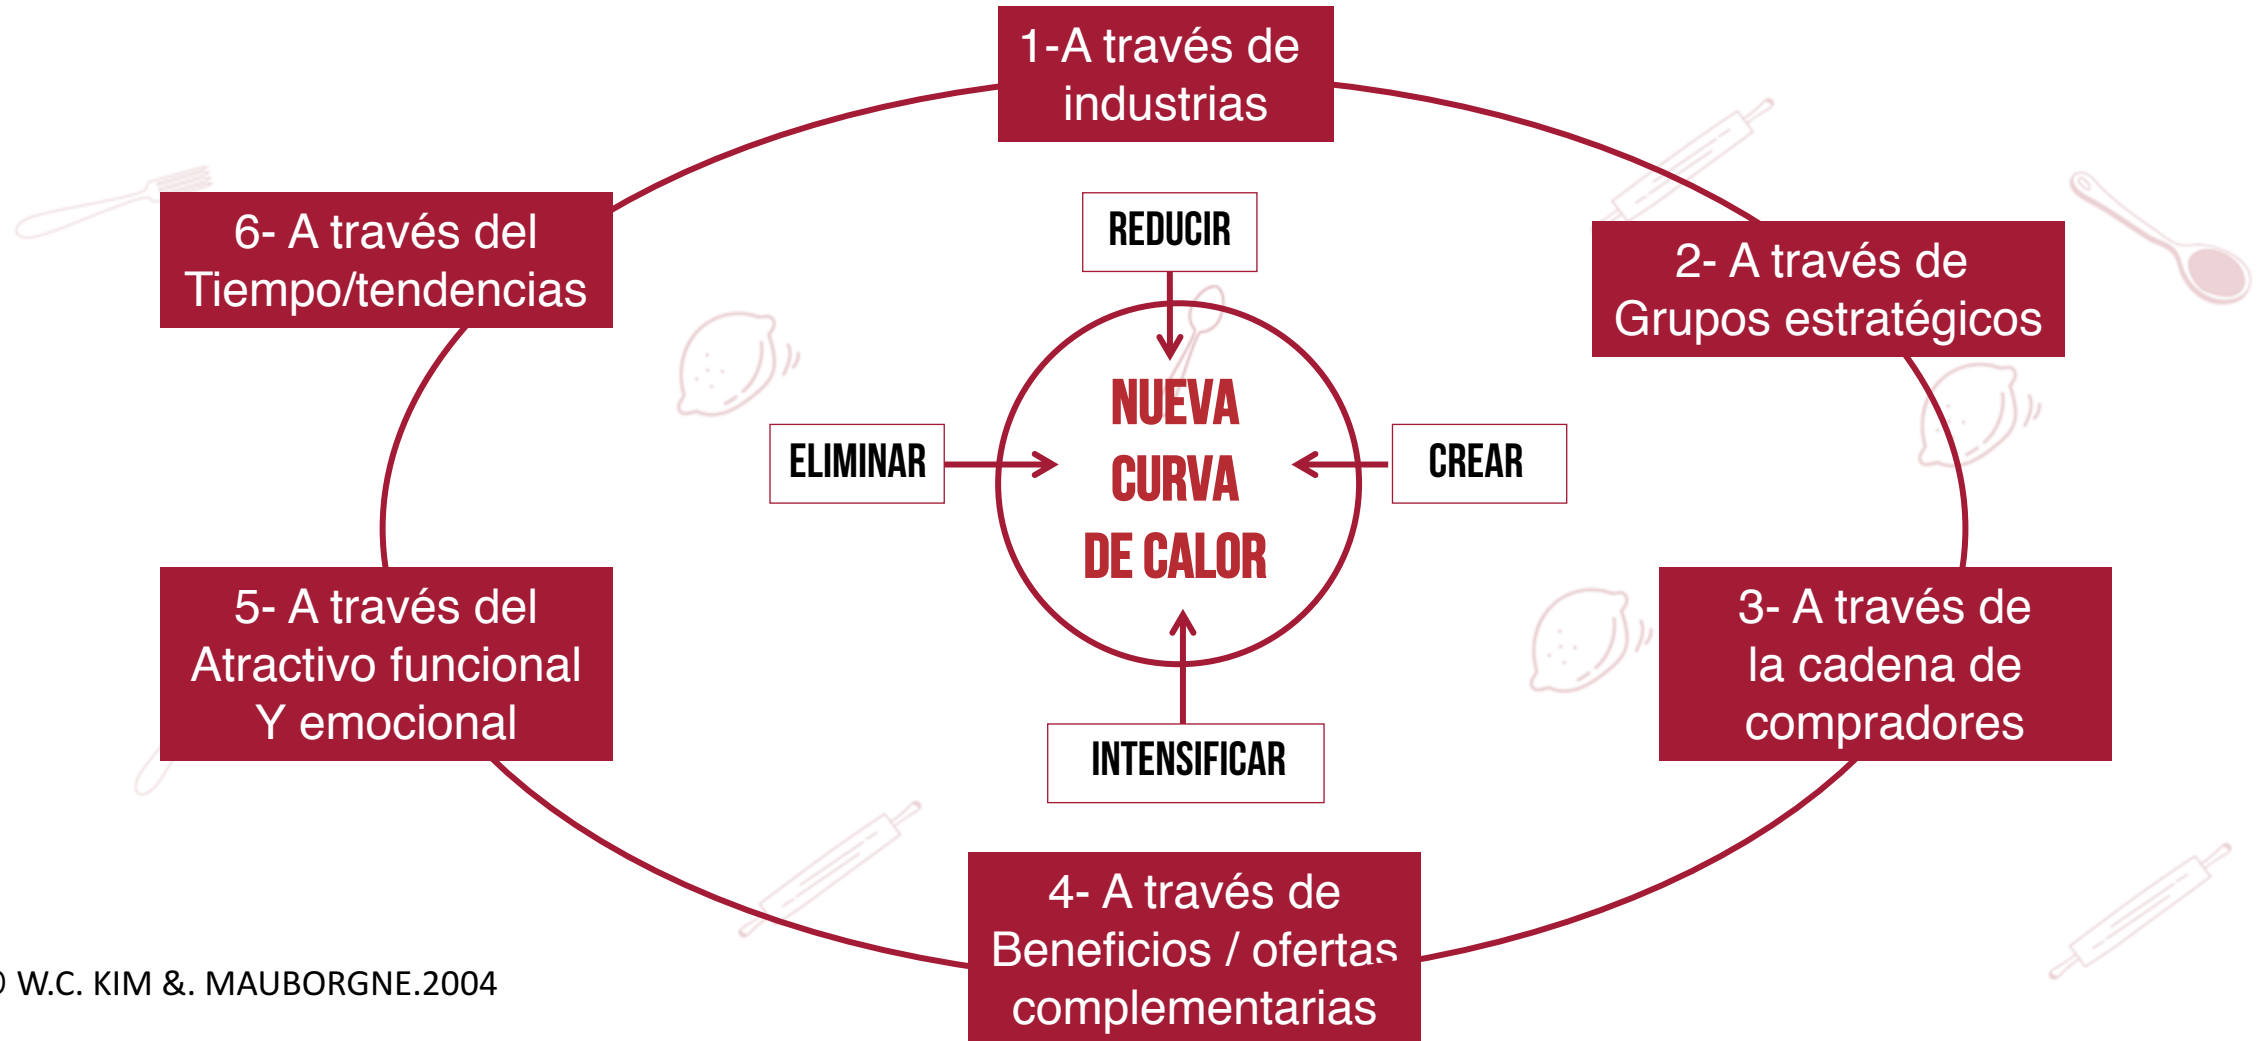 1-A través de
industrias
6- A través del
Tiempo/tendencias
REDUCIR
2- A través de
Grupos estratégicos
ELIMINAR
NUEVA
CURVA
DE CALOR
CREAR
5- A través del
Atractivo funcional
Y emocional
3- A través de
la cadena de
compradores
INTENSIFICAR
4- A través de
Beneficios / ofertas
complementarias
© W.C. KIM &. MAUBORGNE.2004